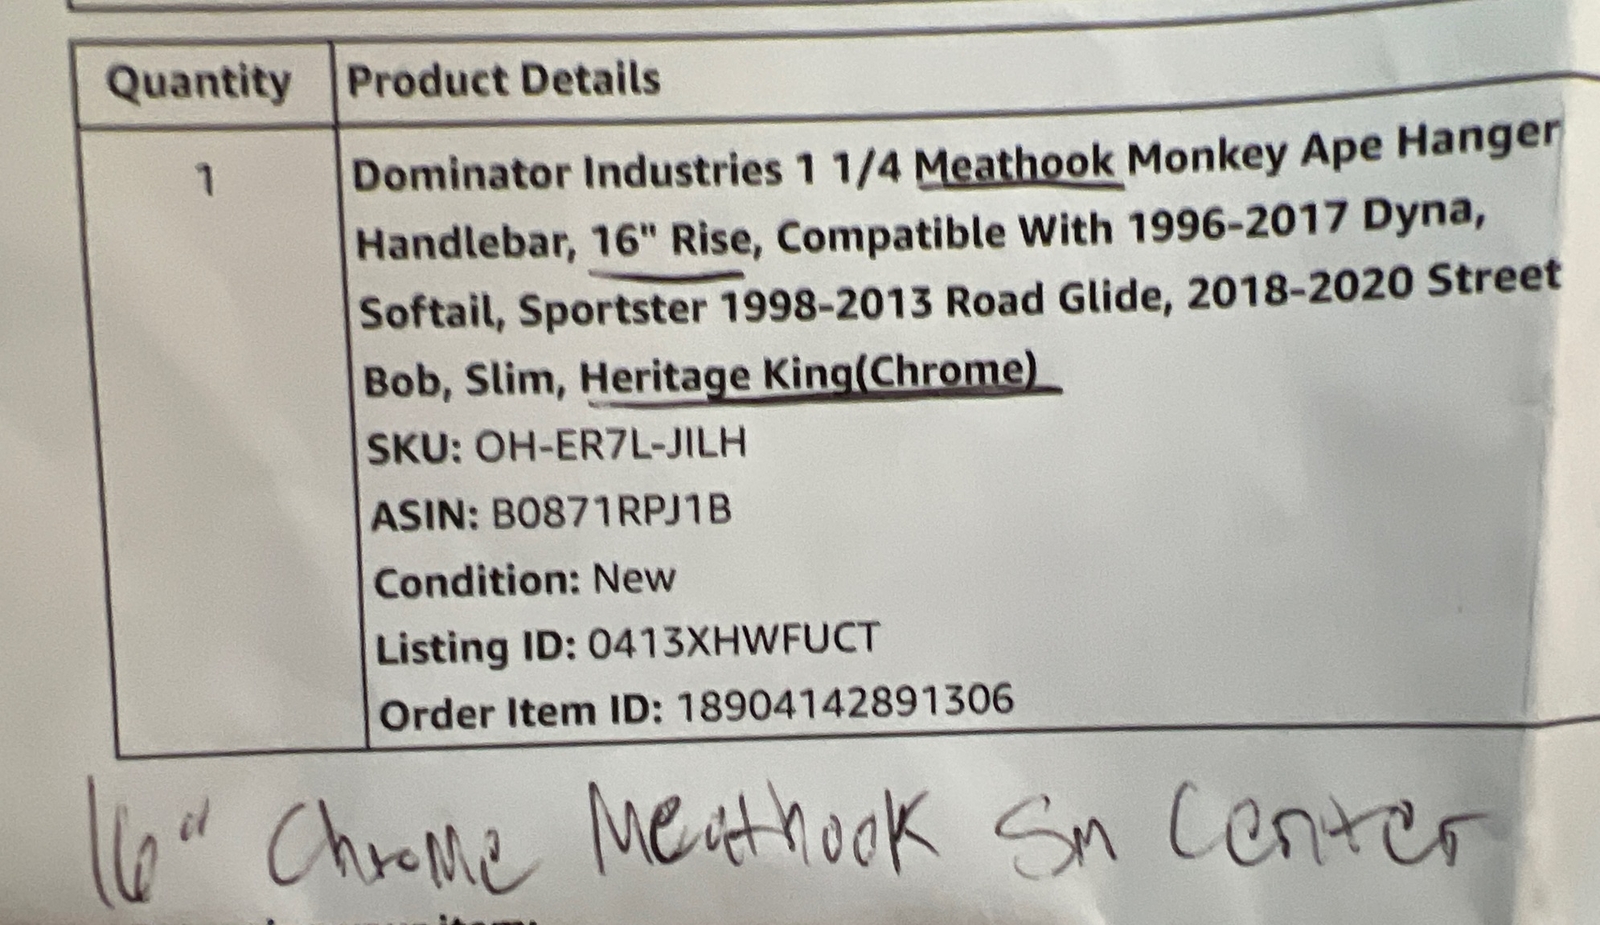 Quantity
Product Details
1
Dominator Industries 1 1/4 Meathook Monkey Ape Hanger
Handlebar, 16" Rise, Compatible With 1996-2017 Dyna,
Softail, Sportster 1998-2013 Road Glide, 2018-2020 Street
Bob, Slim, Heritage King(Chrome)
SKU: OH-ER7L-JILH
ASIN: B0871RPJ1B
Condition: New
Listing ID: 0413XHWFUCT
Order Item ID: 18904142891306
16" Chrome Meathook Sm Center